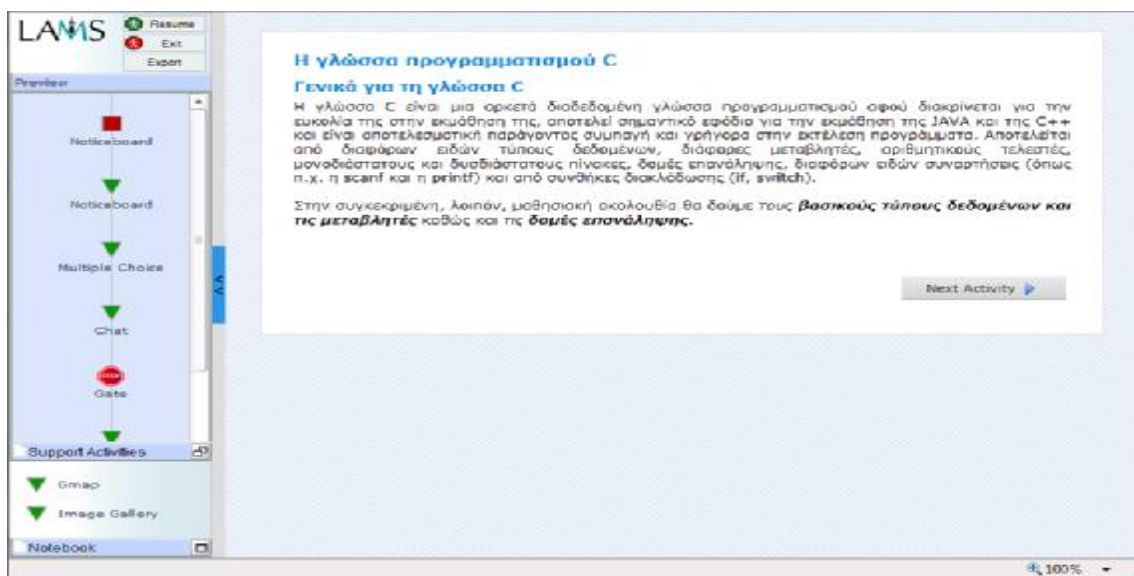 LAMS
Resume
Exit
Export
Preview
Noticeboard
Noticeboard
Multiple Choice
Chat
Gate
Support Activities
Gmap
Image Gallery
Notebook
Η γλώσσα προγραμματισμού C
Γενικά για τη γλώσσα C
Η γλώσσα C είναι μια αρκετά διαδεδομένη γλώσσα προγραμματισμού αφού διακρίνεται για την
ευκολία της στην εκμάθηση της, αποτελεί σημαντικό εφόδιο για την εκμάθηση της JAVA και της C++
και είναι αποτελεσματική παράγοντας συμπαγή και γρήγορα στην εκτέλεση προγράμματα. Αποτελείται
από διαφόρων ειδών τύπους δεδομένων, διάφορες μεταβλητές, αριθμητικούς τελεστές,
μονοδιάστατους και δυσδιάστατους πίνακες, δομές επανάληψης, διαφόρων ειδών συναρτήσεις (όπως
π.χ. η scanf και η printf) και από συνθήκες διακλάδωσης (if, switch).
Στην συγκεκριμένη, λοιπόν, μαθησιακή ακολουθία θα δούμε τους βασικούς τύπους δεδομένων και
τις μεταβλητές καθώς και τις δομές επανάληψης.
Next Activity
100%